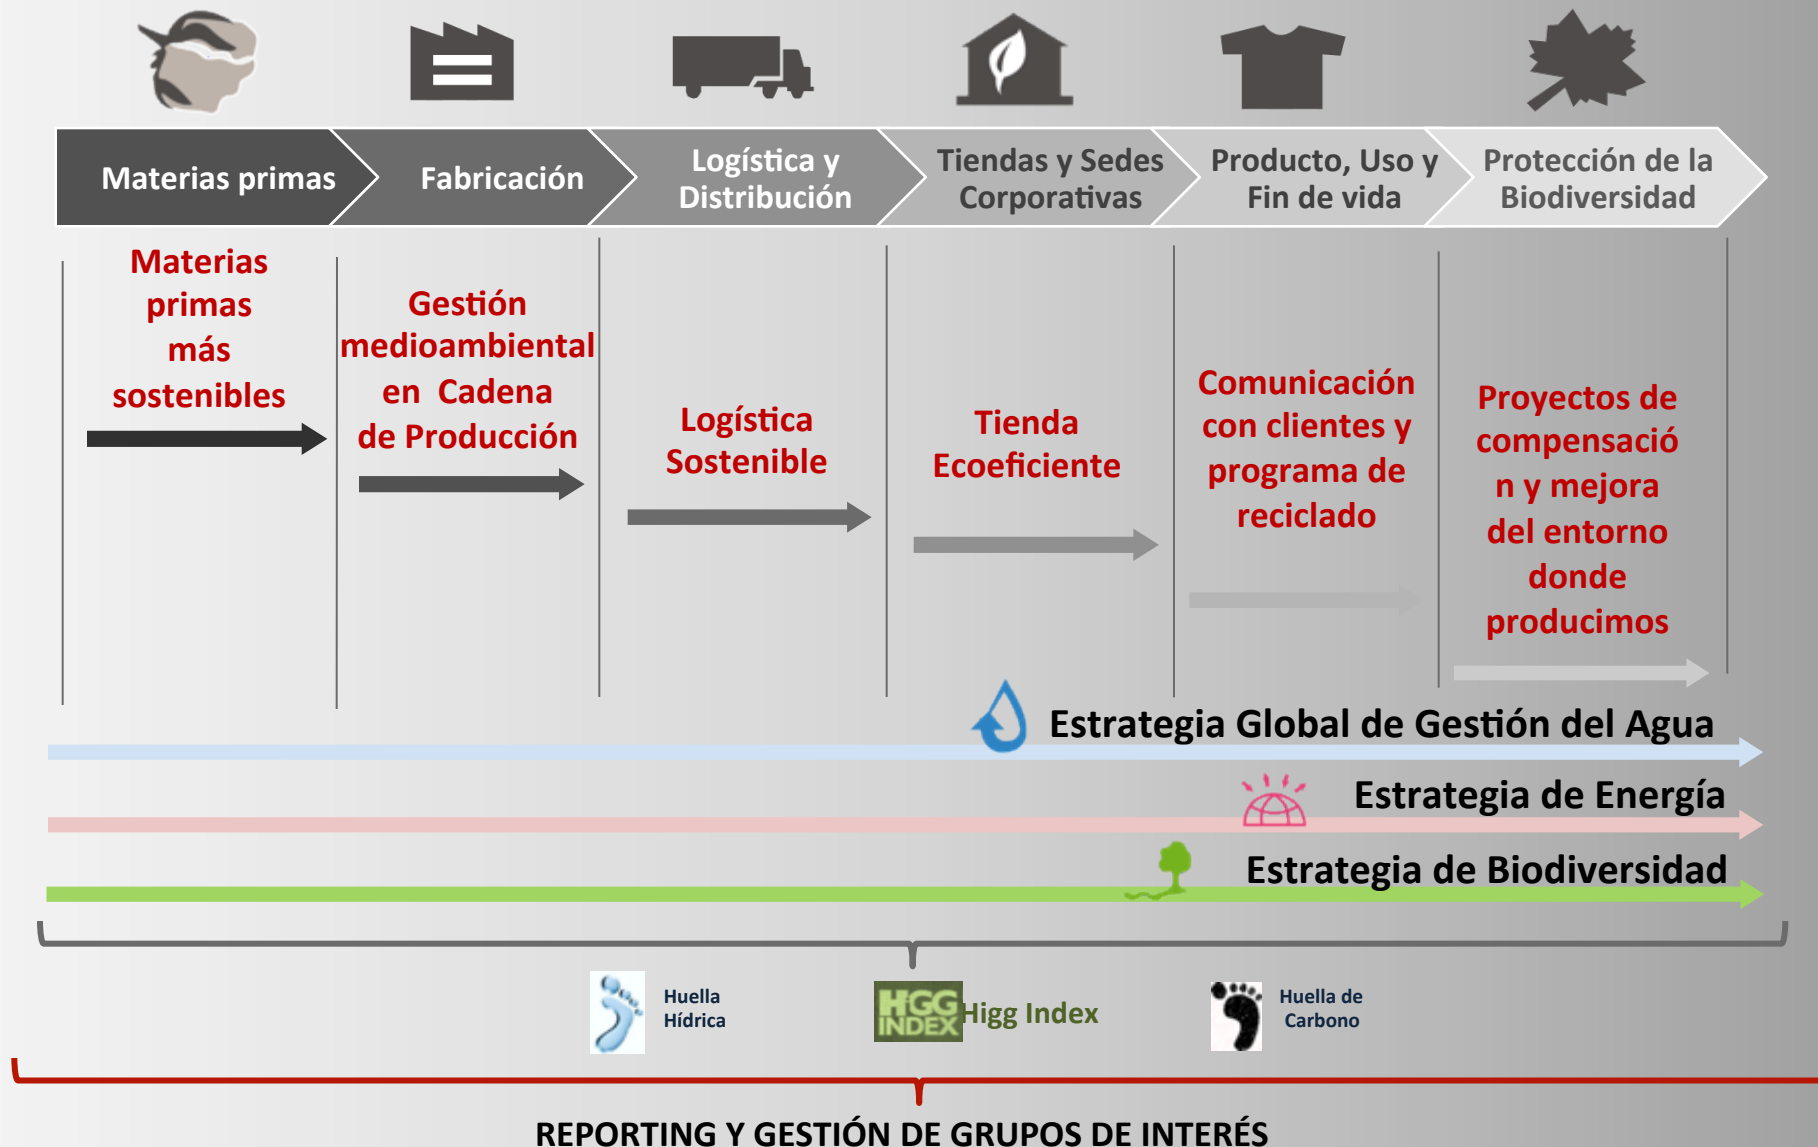 Materias primas
Fabricación
Logística y
Distribución
Tiendas y Sedes
Corporativas
Producto, Uso y
Fin de vida
Protección de la
Biodiversidad
Materias
primas
más
sostenibles
Gestión
medioambiental
en Cadena
de Producción
Logística
Sostenible
Tienda
Ecoeficiente
Comunicación
con clientes y
programa de
reciclado
Proyectos de
compensació
n y mejora
del entorno
donde
producimos
Estrategia Global de Gestión del Agua
Estrategia de Energía
Estrategia de Biodiversidad
Huella
Hídrica
HIGG
INDEX
Higg Index
Huella de
Carbono
REPORTING Y GESTIÓN DE GRUPOS DE INTERÉS